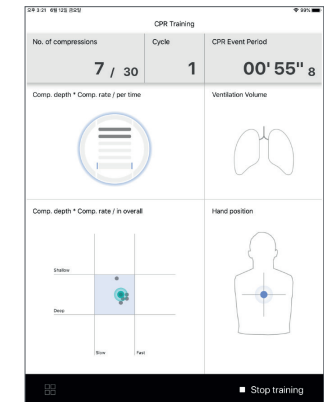 오후 3:21 6월 12일 금요일
99%
CPR Training
No. of compressions
Cycle
CPR Event Period
7 / 30
1
00' 55" 8
Comp. depth * Comp. rate / per time
Ventilation Volume
Comp. depth * Comp. rate / in overall
Hand position
Shallow
Deep
Slow
Fast
Stop training